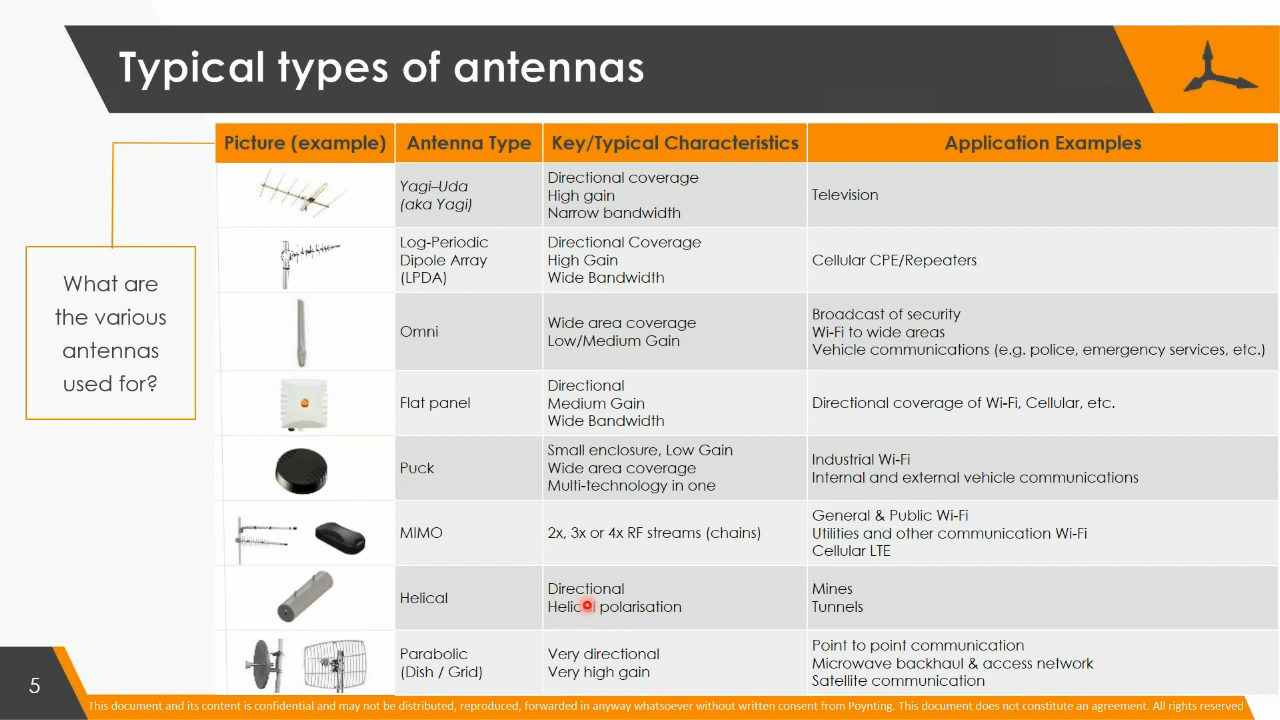 Typical types of antennas
What are
the various
antennas
used for?
Picture (example) Antenna Type Key/Typical Characteristics Application Examples
Yagi–Uda
(aka Yagi)
Directional coverage
High gain
Narrow bandwidth
Television
Log-Periodic
Dipole Array
(LPDA)
Directional Coverage
High Gain
Wide Bandwidth
Cellular CPE/Repeaters
Omni
Wide area coverage
Low/Medium Gain
Broadcast of security
Wi-Fi to wide areas
Vehicle communications (e.g. police, emergency services, etc.)
Flat panel
Directional
Medium Gain
Wide Bandwidth
Directional coverage of Wi-Fi, Cellular, etc.
Puck
Small enclosure, Low Gain
Wide area coverage
Multi-technology in one
Industrial Wi-Fi
Internal and external vehicle communications
MIMO
2x, 3x or 4x RF streams (chains)
General & Public Wi-Fi
Utilities and other communication Wi-Fi
Cellular LTE
Helical
Directional
Helical polarisation
Mines
Tunnels
Parabolic
(Dish / Grid)
Very directional
Very high gain
Point to point communication
Microwave backhaul & access network
Satellite communication
5
This document and its content is confidential and may not be distributed, reproduced, forwarded in anyway whatsoever without written consent from Poynting. This document does not constitute an agreement. All rights reserved